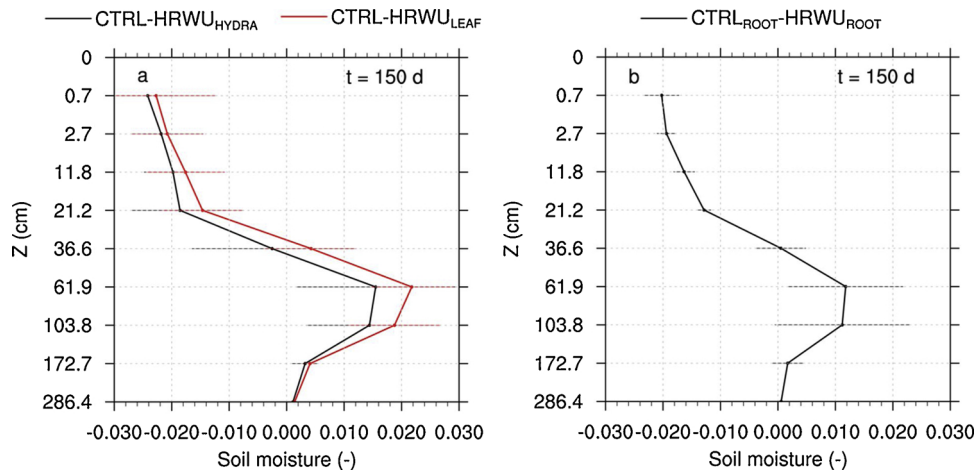 CTRL-HRWU_HYDRA CTRL-HRWU_LEAF CTRL_ROOT-HRWU_ROOT
a t = 150 d
Z (cm)
0
0.7
2.7
11.8
21.2
36.6
61.9
103.8
172.7
286.4
-0.030 -0.020 -0.010 0.000 0.010 0.020 0.030
Soil moisture (-)
b t = 150 d
Z (cm)
0
0.7
2.7
11.8
21.2
36.6
61.9
103.8
172.7
286.4
-0.030 -0.020 -0.010 0.000 0.010 0.020 0.030
Soil moisture (-)